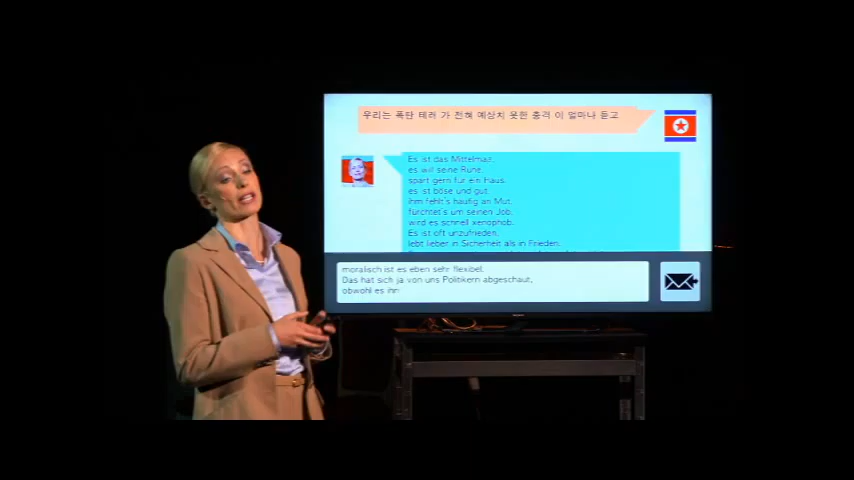 우리는 폭탄 테러 가 전혀 예상치 못한 충격 이 얼마나 듣고
Es ist das Mittelmaß,
es will seine Ruhe,
spart gern für ein Haus,
es ist böse und gut,
ihm fehlt's häufig an Mut,
fürchtet's um seinen Job,
wird es schnell xenophob.
Es ist oft unzufrieden,
lebt lieber in Sicherheit als in Frieden.
moralisch ist es eben sehr flexibel.
Das hat sich ja von uns Politikern abgeschaut,
obwohl es ihr